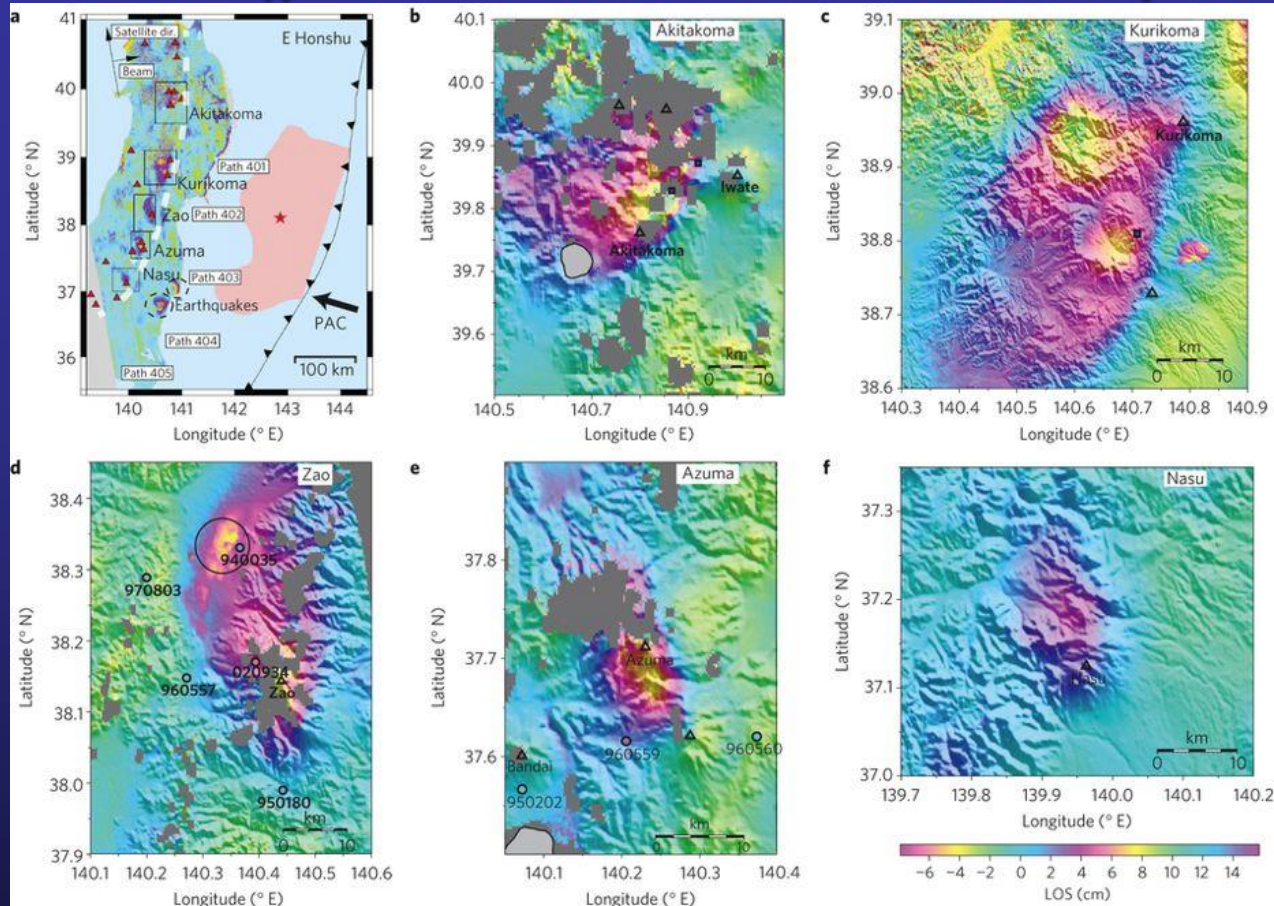 a
E Honshu
Satellite dir.
Beam
Akitakoma
Path 401
Kurikoma
Zao
Path 402
Azuma
Nasu
Path 403
Earthquakes
PAC
Path 404
100 km
Path 405
41
40
39
38
37
36
Latitude (° N)
140 141 142 143 144
Longitude (° E)
b
Akitakoma
Iwate
Akitakoma
km
0 10
40.1
40.0
39.9
39.8
39.7
39.6
Latitude (° N)
140.5 140.7 140.9
Longitude (° E)
c
Kurikoma
Kurikoma
km
0 10
39.1
39.0
38.9
38.8
38.7
38.6
Latitude (° N)
140.3 140.4 140.5 140.6 140.7 140.8 140.9
Longitude (° E)
d
Zao
940035
970803
020934
960557
Zao
950180
km
0 10
38.4
38.3
38.2
38.1
38.0
37.9
Latitude (° N)
140.1 140.2 140.3 140.4 140.5 140.6
Longitude (° E)
e
Azuma
Azuma
960559
960560
Bandai
950202
km
0 10
37.8
37.7
37.6
Latitude (° N)
140.1 140.2 140.3 140.4
Longitude (° E)
f
Nasu
Nasu
km
0 10
37.3
37.2
37.1
37.0
Latitude (° N)
139.7 139.8 139.9 140.0 140.1 140.2
Longitude (° E)
−6 −4 −2 0 2 4 6 8 10 12 14
LOS (cm)